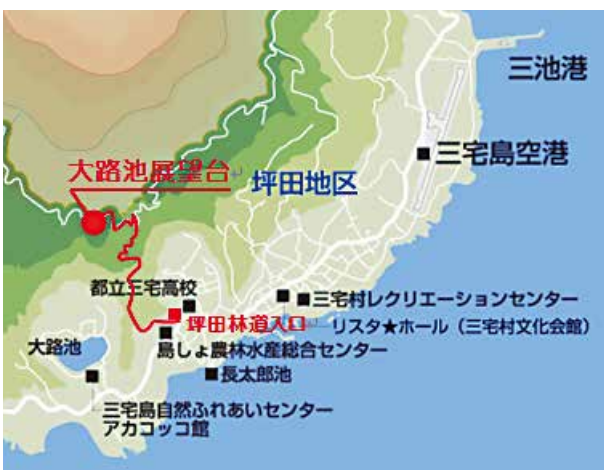 三池港
三宅島空港
大路池展望台
坪田地区
都立三宅高校
三宅村レクリエーションセンター
坪田林道入口
リスタ★ホール（三宅村文化会館）
島しょ農林水産総合センター
大路池
長太郎池
三宅島自然ふれあいセンター
アカコッコ館